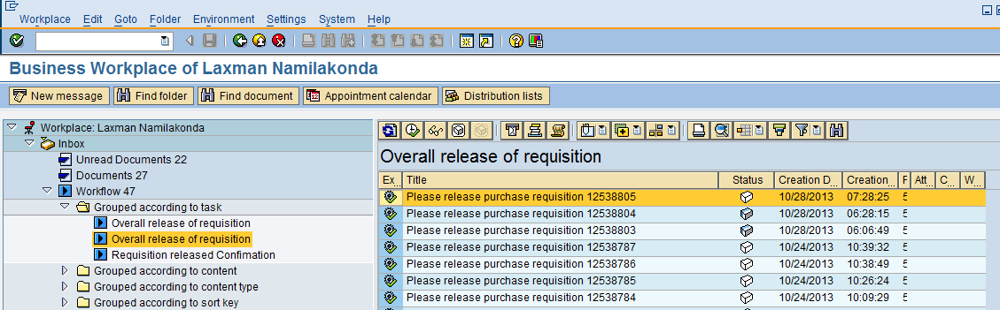 Workplace Edit Goto Folder Environment Settings System Help
Business Workplace of Laxman Namilakonda
New message Find folder Find document Appointment calendar Distribution lists
Workplace: Laxman Namilakonda
Inbox
Unread Documents 22
Documents 27
Workflow 47
Grouped according to task
Overall release of requisition
Overall release of requisition
Requisition released Confirmation
Grouped according to content
Grouped according to content type
Grouped according to sort key
Overall release of requisition
Ex... Title Status Creation D... Creation... P Att... C... W...
Please release purchase requisition 12538805 10/28/2013 07:28:25 5
Please release purchase requisition 12538804 10/28/2013 06:28:15 5
Please release purchase requisition 12538803 10/28/2013 06:06:49 5
Please release purchase requisition 12538787 10/24/2013 10:39:32 5
Please release purchase requisition 12538786 10/24/2013 10:38:49 5
Please release purchase requisition 12538785 10/24/2013 10:26:24 5
Please release purchase requisition 12538784 10/24/2013 10:09:29 5